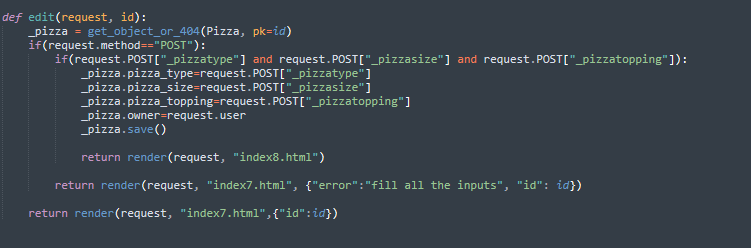 def edit(request, id):
    _pizza = get_object_or_404(Pizza, pk=id)
    if(request.method=="POST"):
        if(request.POST["_pizzatype"] and request.POST["_pizzasize"] and request.POST["_pizzatopping"]):
            _pizza.pizza_type=request.POST["_pizzatype"]
            _pizza.pizza_size=request.POST["_pizzasize"]
            _pizza.pizza_topping=request.POST["_pizzatopping"]
            _pizza.owner=request.user
            _pizza.save()
            return render(request, "index8.html")
        return render(request, "index7.html", {"error":"fill all the inputs", "id": id})
    return render(request, "index7.html",{"id":id})